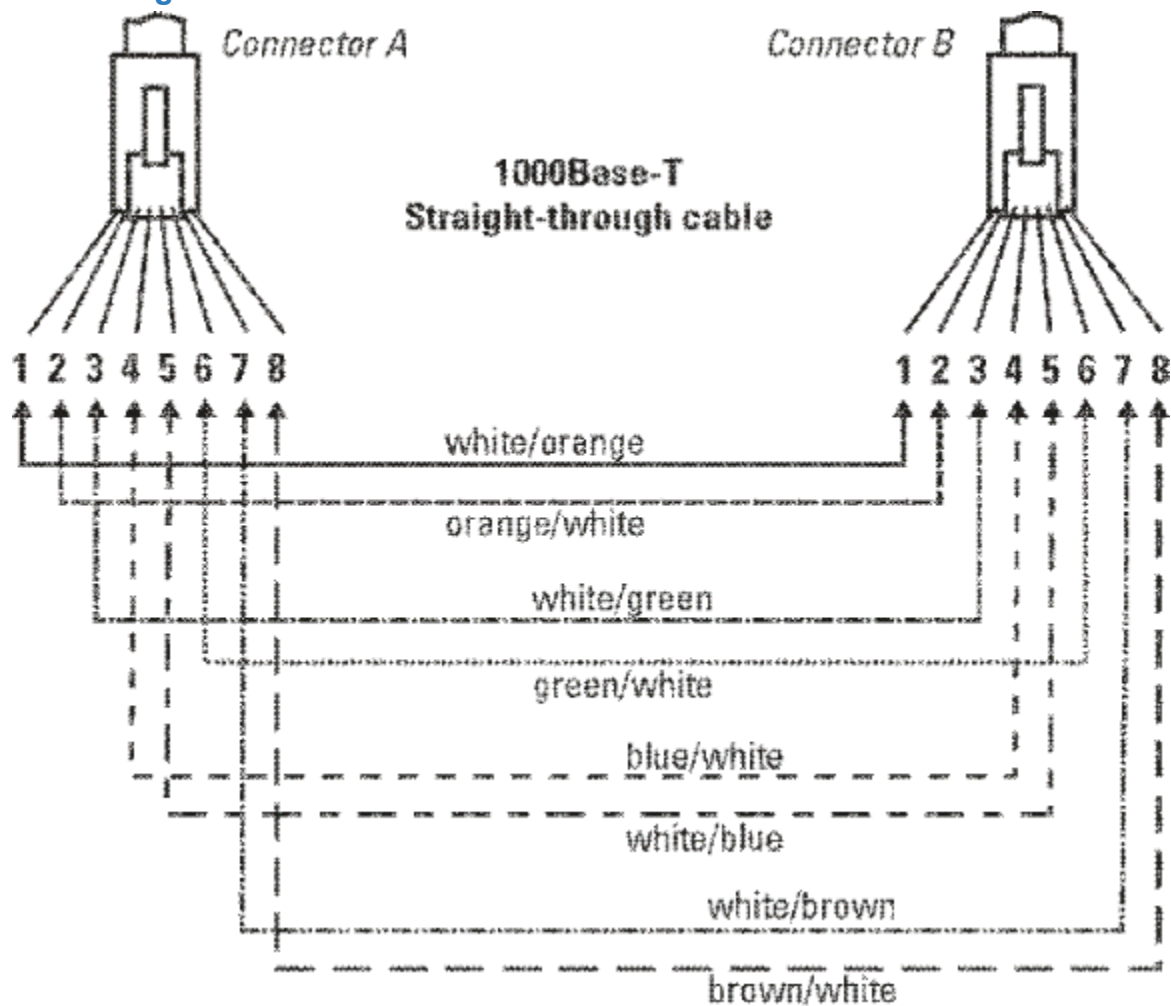 Connector A
Connector B
1000Base-T
Straight-through cable
1 2 3 4 5 6 7 8
1 2 3 4 5 6 7 8
white/orange
orange/white
white/green
green/white
blue/white
white/blue
white/brown
brown/white